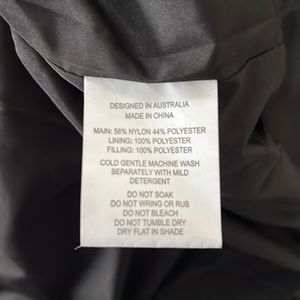 DESIGNED IN AUSTRALIA
MADE IN CHINA
MAIN: 56% NYLON 44% POLYESTER
LINING: 100% POLYESTER
FILLING: 100% POLYESTER
COLD GENTLE MACHINE WASH
SEPARATELY WITH MILD
DETERGENT
DO NOT SOAK
DO NOT WRING OR RUB
DO NOT BLEACH
DO NOT TUMBLE DRY
DRY FLAT IN SHADE